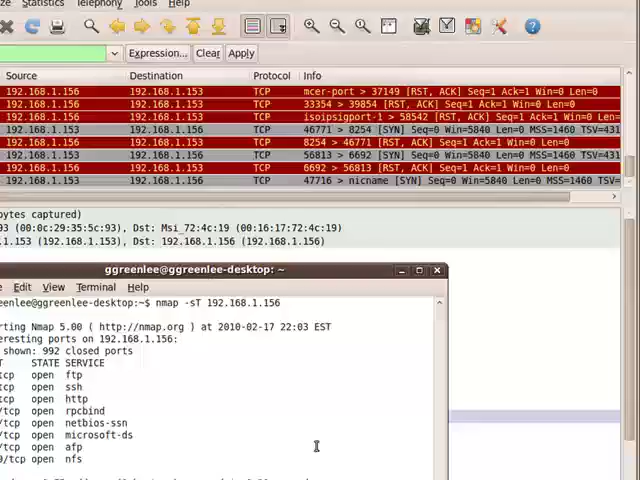 ze Statistics Telephony Tools Help
Expression... Clear Apply
Source Destination Protocol Info
192.168.1.156 192.168.1.153 TCP mcer-port > 37149 [RST, ACK] Seq=1 Ack=1 Win=0 Len=0
192.168.1.156 192.168.1.153 TCP 33354 > 39854 [RST, ACK] Seq=1 Ack=1 Win=0 Len=0
192.168.1.156 192.168.1.153 TCP isoipsigport-1 > 58542 [RST, ACK] Seq=1 Ack=1 Win=0 Len=0
192.168.1.153 192.168.1.156 TCP 46771 > 8254 [SYN] Seq=0 Win=5840 Len=0 MSS=1460 TSV=431
192.168.1.156 192.168.1.153 TCP 8254 > 46771 [RST, ACK] Seq=1 Ack=1 Win=0 Len=0
192.168.1.153 192.168.1.156 TCP 56813 > 6692 [SYN] Seq=0 Win=5840 Len=0 MSS=1460 TSV=431
192.168.1.156 192.168.1.153 TCP 6692 > 56813 [RST, ACK] Seq=1 Ack=1 Win=0 Len=0
192.168.1.153 192.168.1.156 TCP 47716 > nicname [SYN] Seq=0 Win=5840 Len=0 MSS=1460 TSV=431
bytes captured)
93 (00:0c:29:35:5c:93), Dst: Msi_72:4c:19 (00:16:17:72:4c:19)
.1.153 (192.168.1.153), Dst: 192.168.1.156 (192.168.1.156)
ggreenlee@ggreenlee-desktop: ~
Edit View Terminal Help
eenlee@ggreenlee-desktop:~$ nmap -sT 192.168.1.156
rting Nmap 5.00 ( http://nmap.org ) at 2010-02-17 22:03 EST
eresting ports on 192.168.1.156:
shown: 992 closed ports
T STATE SERVICE
tcp open ftp
tcp open ssh
tcp open http
/tcp open rpcbind
/tcp open netbios-ssn
/tcp open microsoft-ds
/tcp open afp
9/tcp open nfs